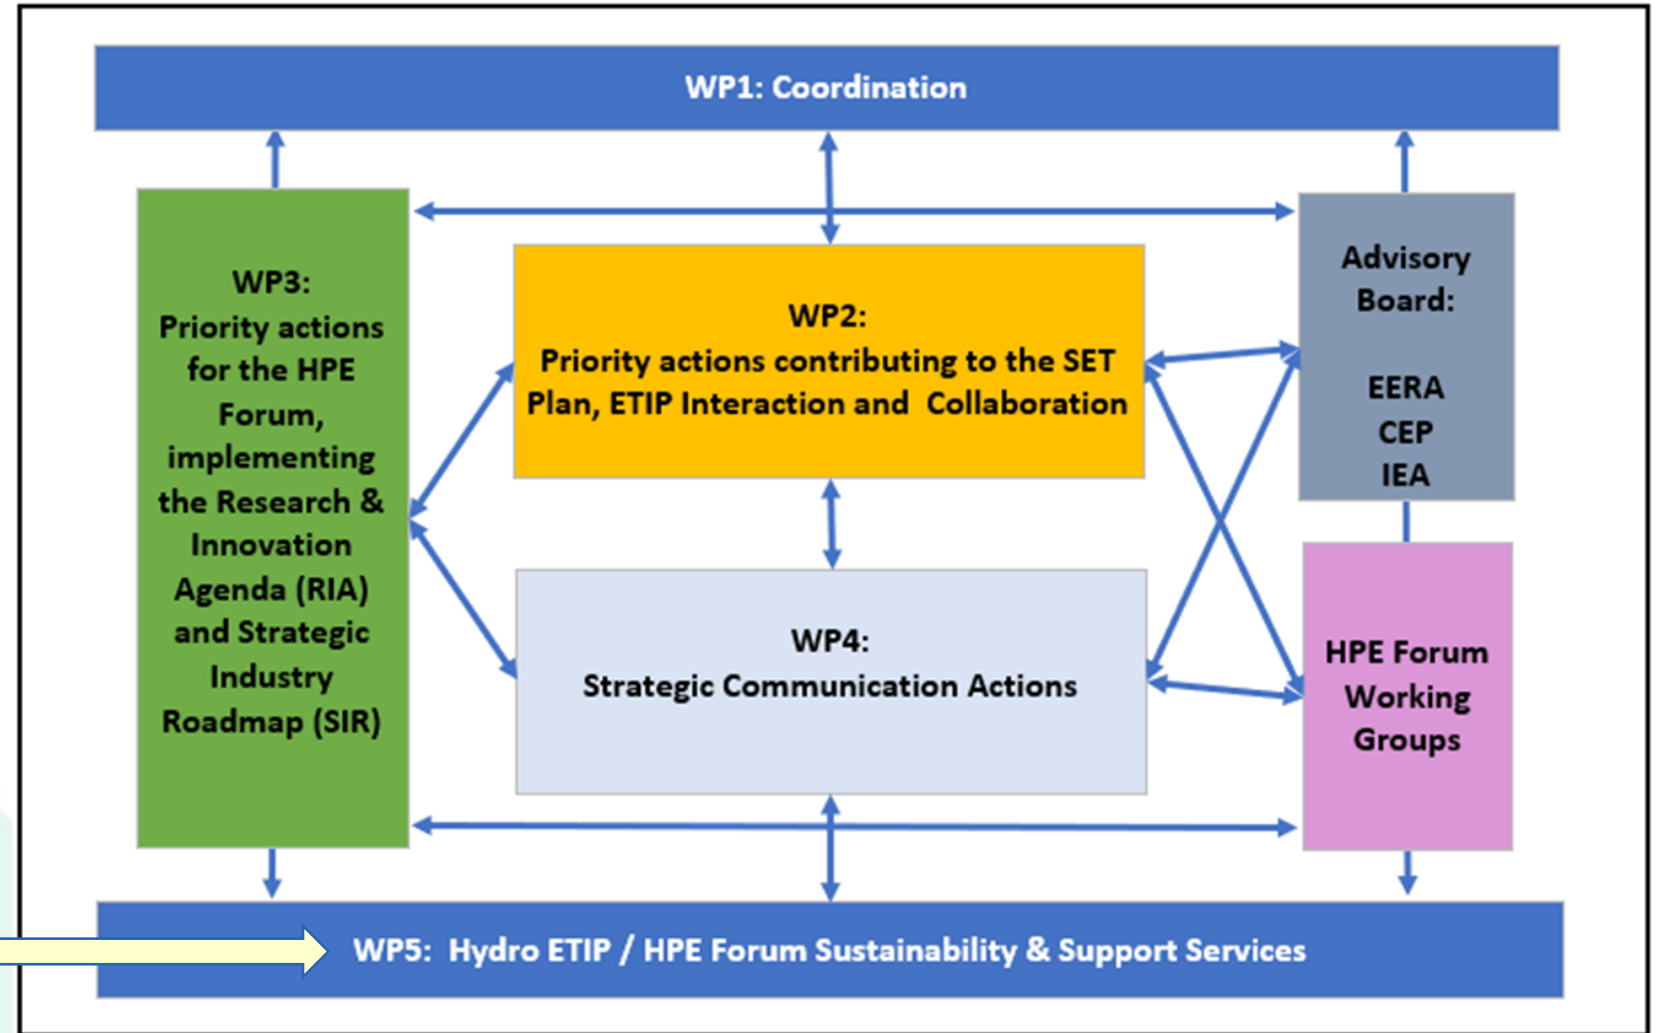 WP1: Coordination
WP3:
Priority actions
for the HPE
Forum,
implementing
the Research &
Innovation
Agenda (RIA)
and Strategic
Industry
Roadmap (SIR)
WP2:
Priority actions contributing to the SET
Plan, ETIP Interaction and  Collaboration
WP4:
Strategic Communication Actions
Advisory
Board:
EERA
CEP
IEA
HPE Forum
Working
Groups
WP5:  Hydro ETIP / HPE Forum Sustainability & Support Services